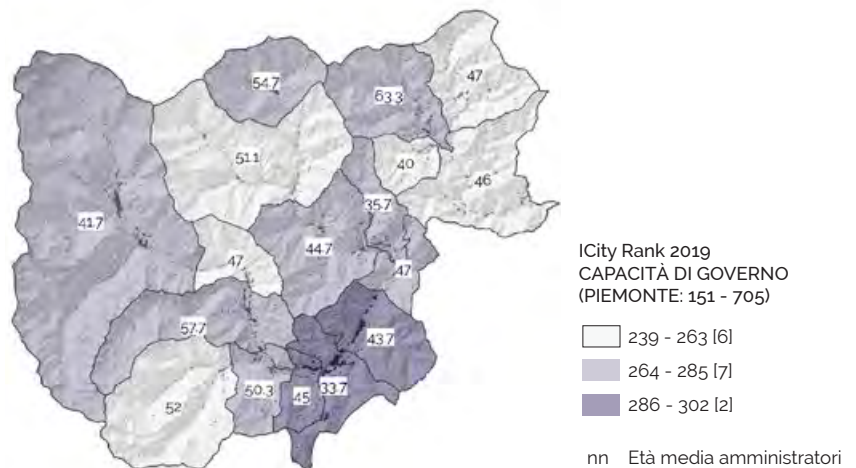 47
54.7
63.3
51.1
40
46
41.7
35.7
44.7
47
47
57.7
43.7
50.3
45
33.7
52
ICity Rank 2019
CAPACITÀ DI GOVERNO
(PIEMONTE: 151 - 705)
239 - 263 [6]
264 - 285 [7]
286 - 302 [2]
nn Età media amministratori